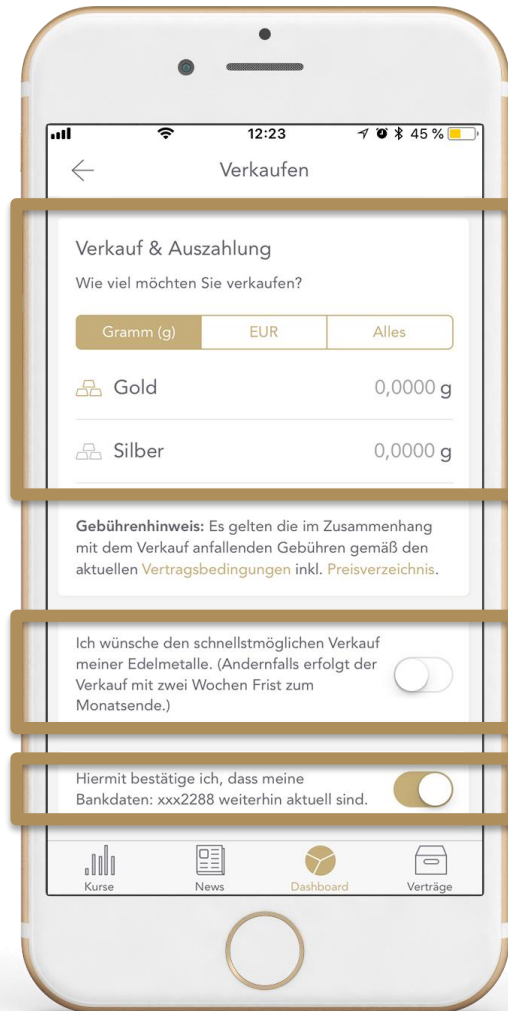 12:23
45 %
Verkaufen
Verkauf & Auszahlung
Wie viel möchten Sie verkaufen?
Gramm (g) EUR Alles
Gold 0,0000 g
Silber 0,0000 g
Gebührenhinweis: Es gelten die im Zusammenhang
mit dem Verkauf anfallenden Gebühren gemäß den
aktuellen Vertragsbedingungen inkl. Preisverzeichnis.
Ich wünsche den schnellstmöglichen Verkauf
meiner Edelmetalle. (Andernfalls erfolgt der
Verkauf mit zwei Wochen Frist zum
Monatsende.)
Hiermit bestätige ich, dass meine
Bankdaten: xxx2288 weiterhin aktuell sind.
Kurse News Dashboard Verträge